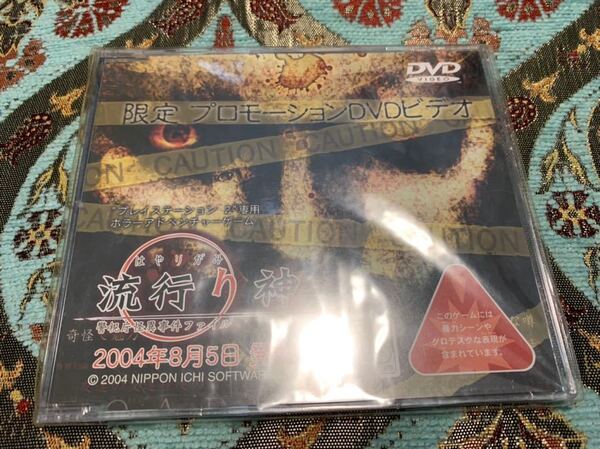 DVD
VIDEO
限定 プロモーションDVDビデオ
CAUTION CAUTION CAUTION
プレイステーション 2専用
ホラーアドベンチャーゲーム
はやりがみ
流行り神
警視庁怪異事件ファイル
2004年8月5日
© 2004 NIPPON ICHI SOFTWARE
このゲームには
暴力シーンや
グロテスクな表現が
含まれています。